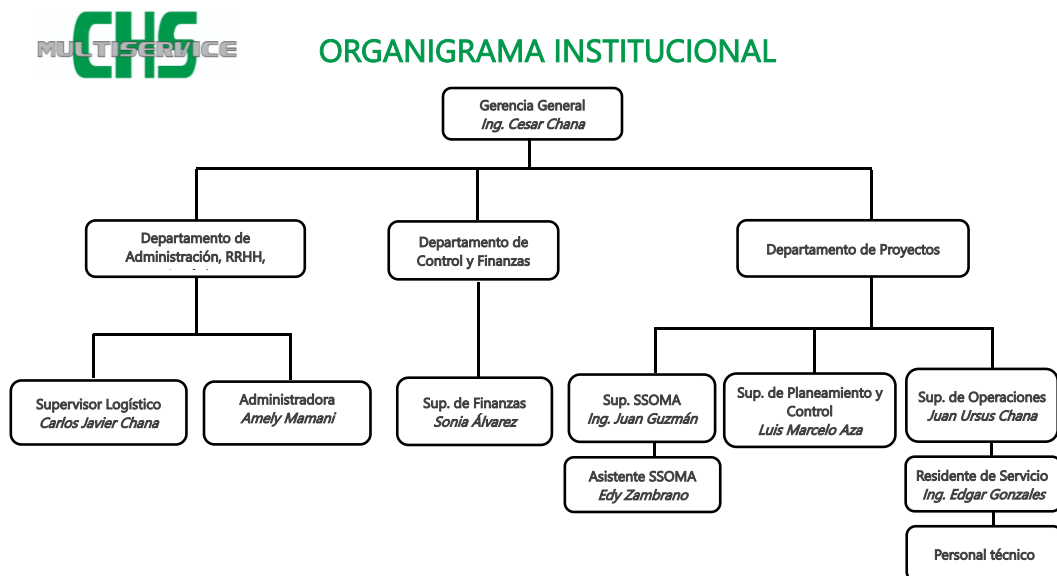 CHS
MULTISERVICE
ORGANIGRAMA INSTITUCIONAL
Gerencia General
Ing. Cesar Chana
Departamento de
Administración, RRHH,
Departamento de
Control y Finanzas
Departamento de Proyectos
Supervisor Logístico
Carlos Javier Chana
Administradora
Amely Mamani
Sup. de Finanzas
Sonia Álvarez
Sup. SSOMA
Ing. Juan Guzmán
Sup. de Planeamiento y
Control
Luis Marcelo Aza
Sup. de Operaciones
Juan Ursus Chana
Asistente SSOMA
Edy Zambrano
Residente de Servicio
Ing. Edgar Gonzales
Personal técnico